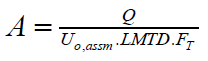 A = Q / U_{o,assm}.LMTD.F_T